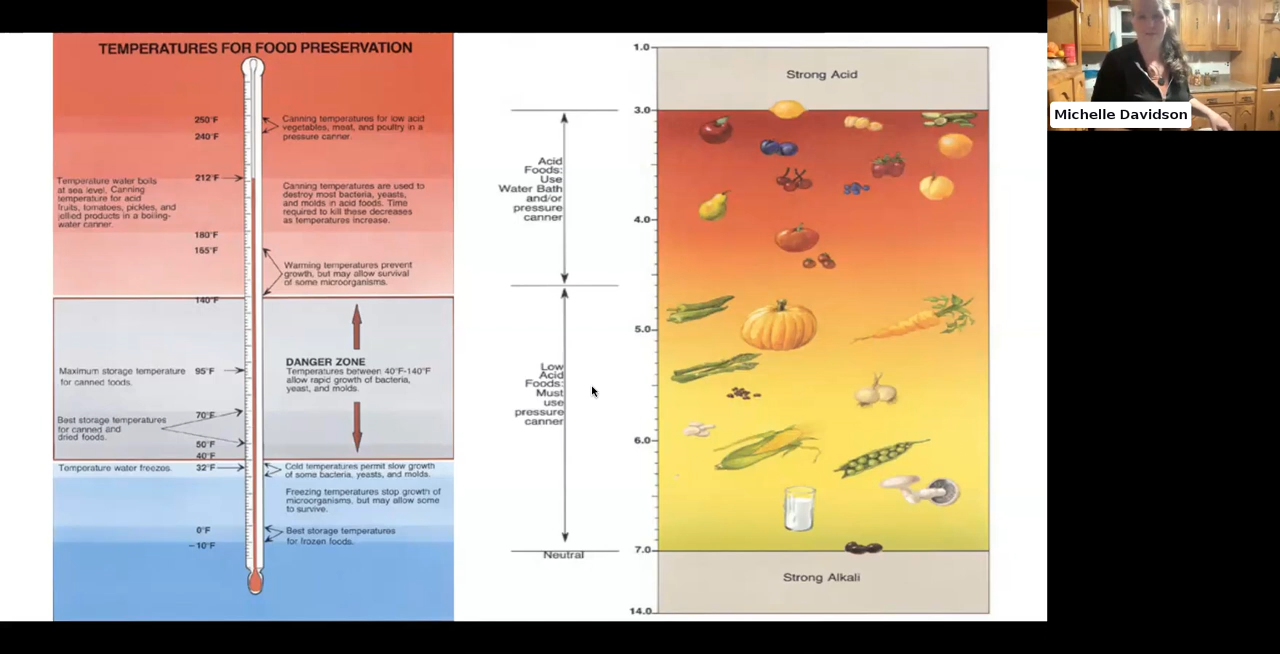 TEMPERATURES FOR FOOD PRESERVATION
250°F
240°F
Canning temperatures for low acid
vegetables, meat, and poultry in a
pressure canner.
212°F
Temperature water boils
at sea level. Canning
temperature for acid
fruits, tomatoes, pickles, and
jellied products in a boiling-
water canner.
Canning temperatures are used to
destroy most bacteria, yeasts,
and molds in acid foods. Time
required to kill these decreases
as temperatures increase.
180°F
165°F
Warming temperatures prevent
growth, but may allow survival
of some microorganisms.
140°F
DANGER ZONE
Temperatures between 40°F-140°F
allow rapid growth of bacteria,
yeast, and molds.
Maximum storage temperature
for canned foods.
95°F
70°F
Best storage temperatures
for canned and
dried foods.
50°F
40°F
Temperature water freezes.
32°F
Cold temperatures permit slow growth
of some bacteria, yeasts, and molds.
Freezing temperatures stop growth of
microorganisms, but may allow some
to survive.
0°F
Best storage temperatures
for frozen foods.
–10°F
1.0
Strong Acid
3.0
Acid
Foods:
Use
Water Bath
and/or
pressure
canner
4.0
5.0
Low
Acid
Foods:
Must
use
pressure
canner
6.0
7.0
Neutral
Strong Alkali
14.0
Michelle Davidson